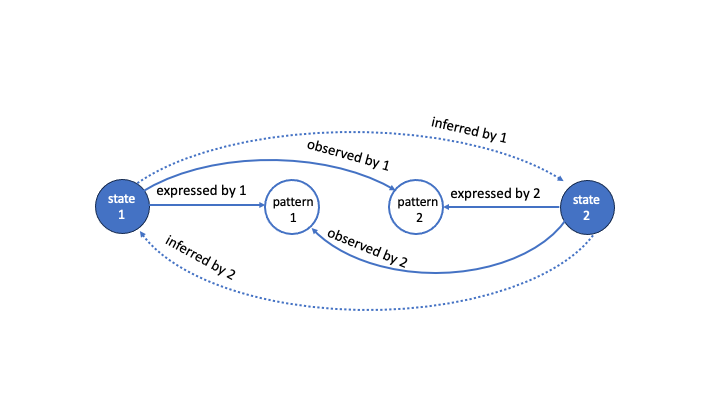 inferred by 1
observed by 1
state
1
expressed by 1
pattern
1
pattern
2
expressed by 2
state
2
observed by 2
inferred by 2